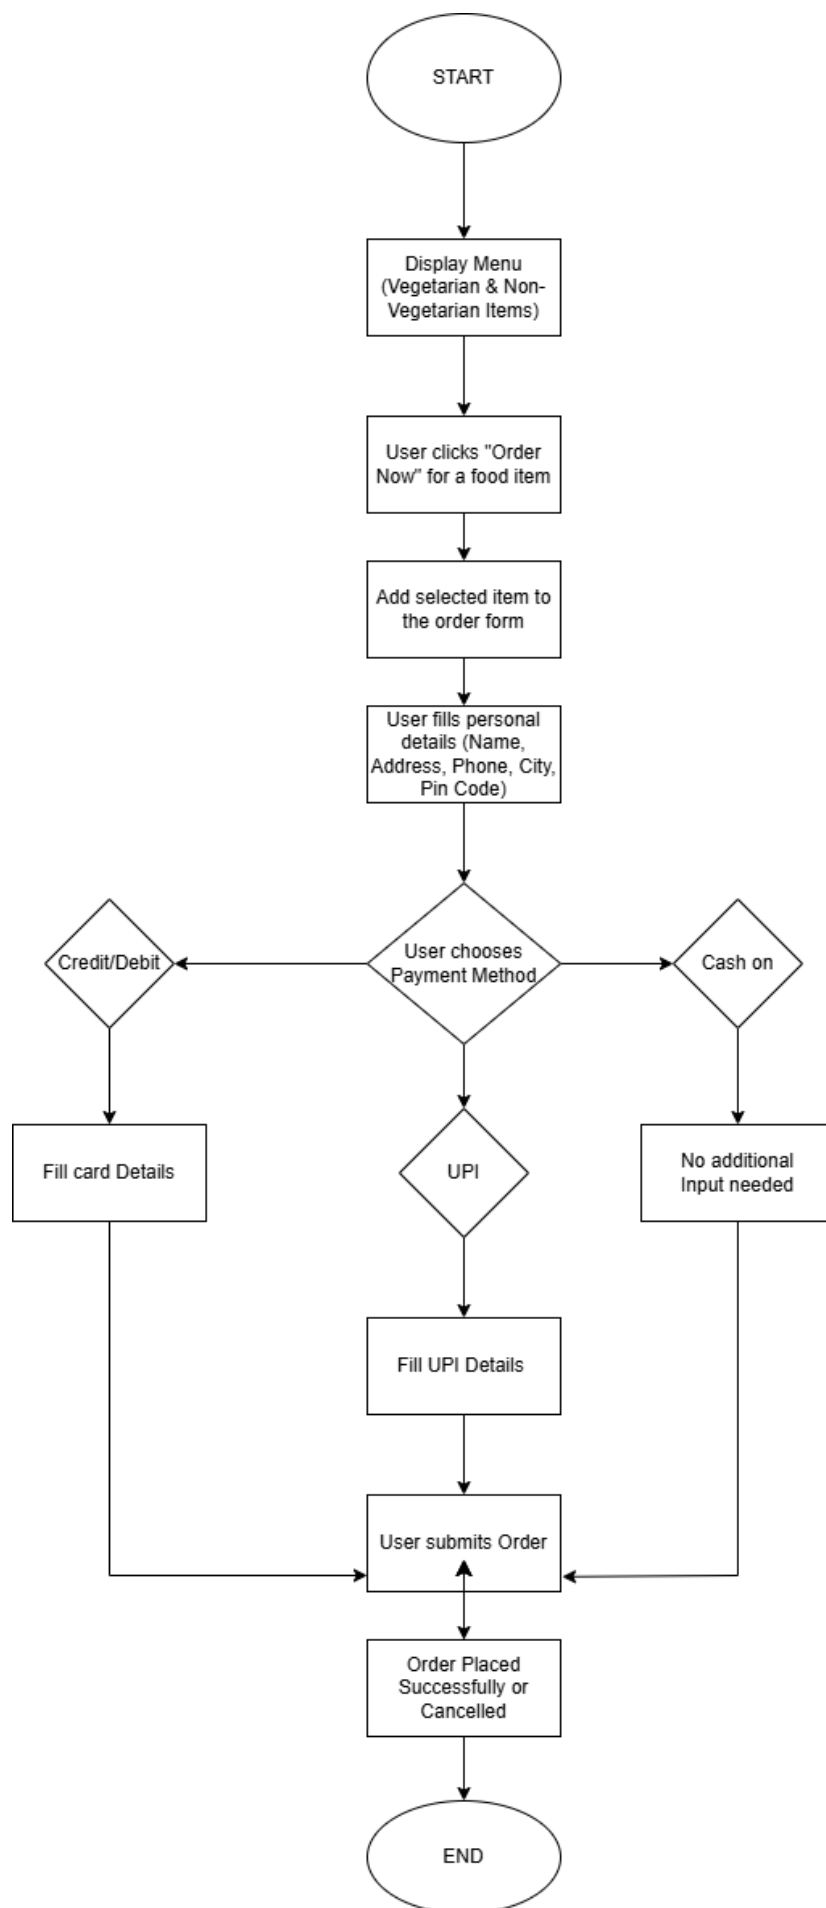 START
Display Menu
(Vegetarian & Non-
Vegetarian Items)
User clicks "Order
Now" for a food item
Add selected item to
the order form
User fills personal
details (Name,
Address, Phone, City,
Pin Code)
Credit/Debit
User chooses
Payment Method
Cash on
Fill card Details
UPI
No additional
Input needed
Fill UPI Details
User submits Order
Order Placed
Successfully or
Cancelled
END